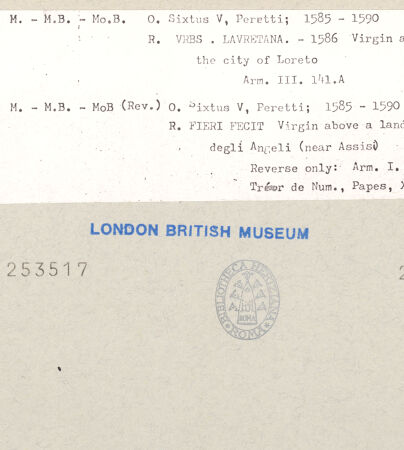 M. - M.B. - Mo.B. O. Sixtus V, Peretti; 1585 - 1590
R. VRBS . LAVRETANA. - 1586 Virgin a
the city of Loreto
Arm. III. 141.A
M. - M.B. - MoB (Rev.) O. Sixtus V, Peretti; 1585 - 1590
R. FIERI FECIT Virgin above a land
degli Angeli (near Assisi)
Reverse only: Arm. I.
Trésor de Num., Papes, X
LONDON BRITISH MUSEUM
253517
2
BIBLIOTHECA HERTZIANA
ROMA
ROMA